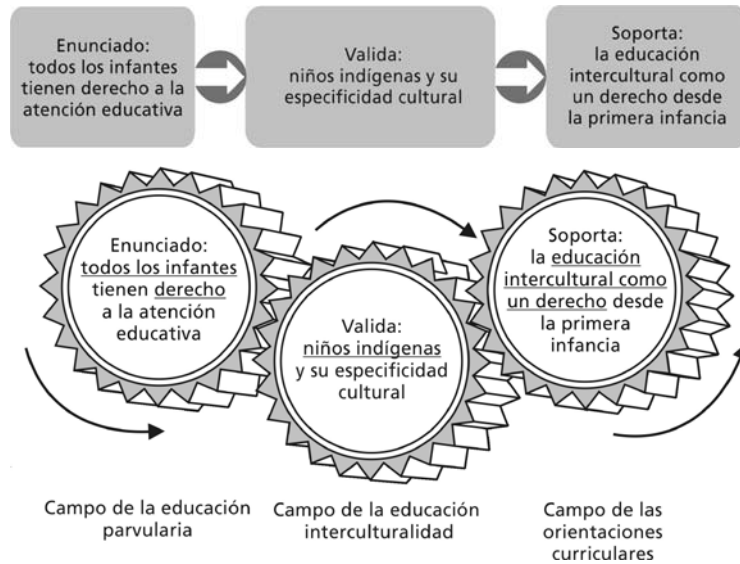 Enunciado:
todos los infantes
tienen derecho a la
atención educativa
Valida:
niños indígenas y su
especificidad cultural
Soporta:
la educación
intercultural como
un derecho desde
la primera infancia
Enunciado:
todos los infantes
tienen derecho
a la atención
educativa
Valida:
niños indígenas
y su especificidad
cultural
Soporta:
la educación
intercultural como
un derecho desde
la primera
infancia
Campo de la educación
parvularia
Campo de la educación
interculturalidad
Campo de las
orientaciones
curriculares